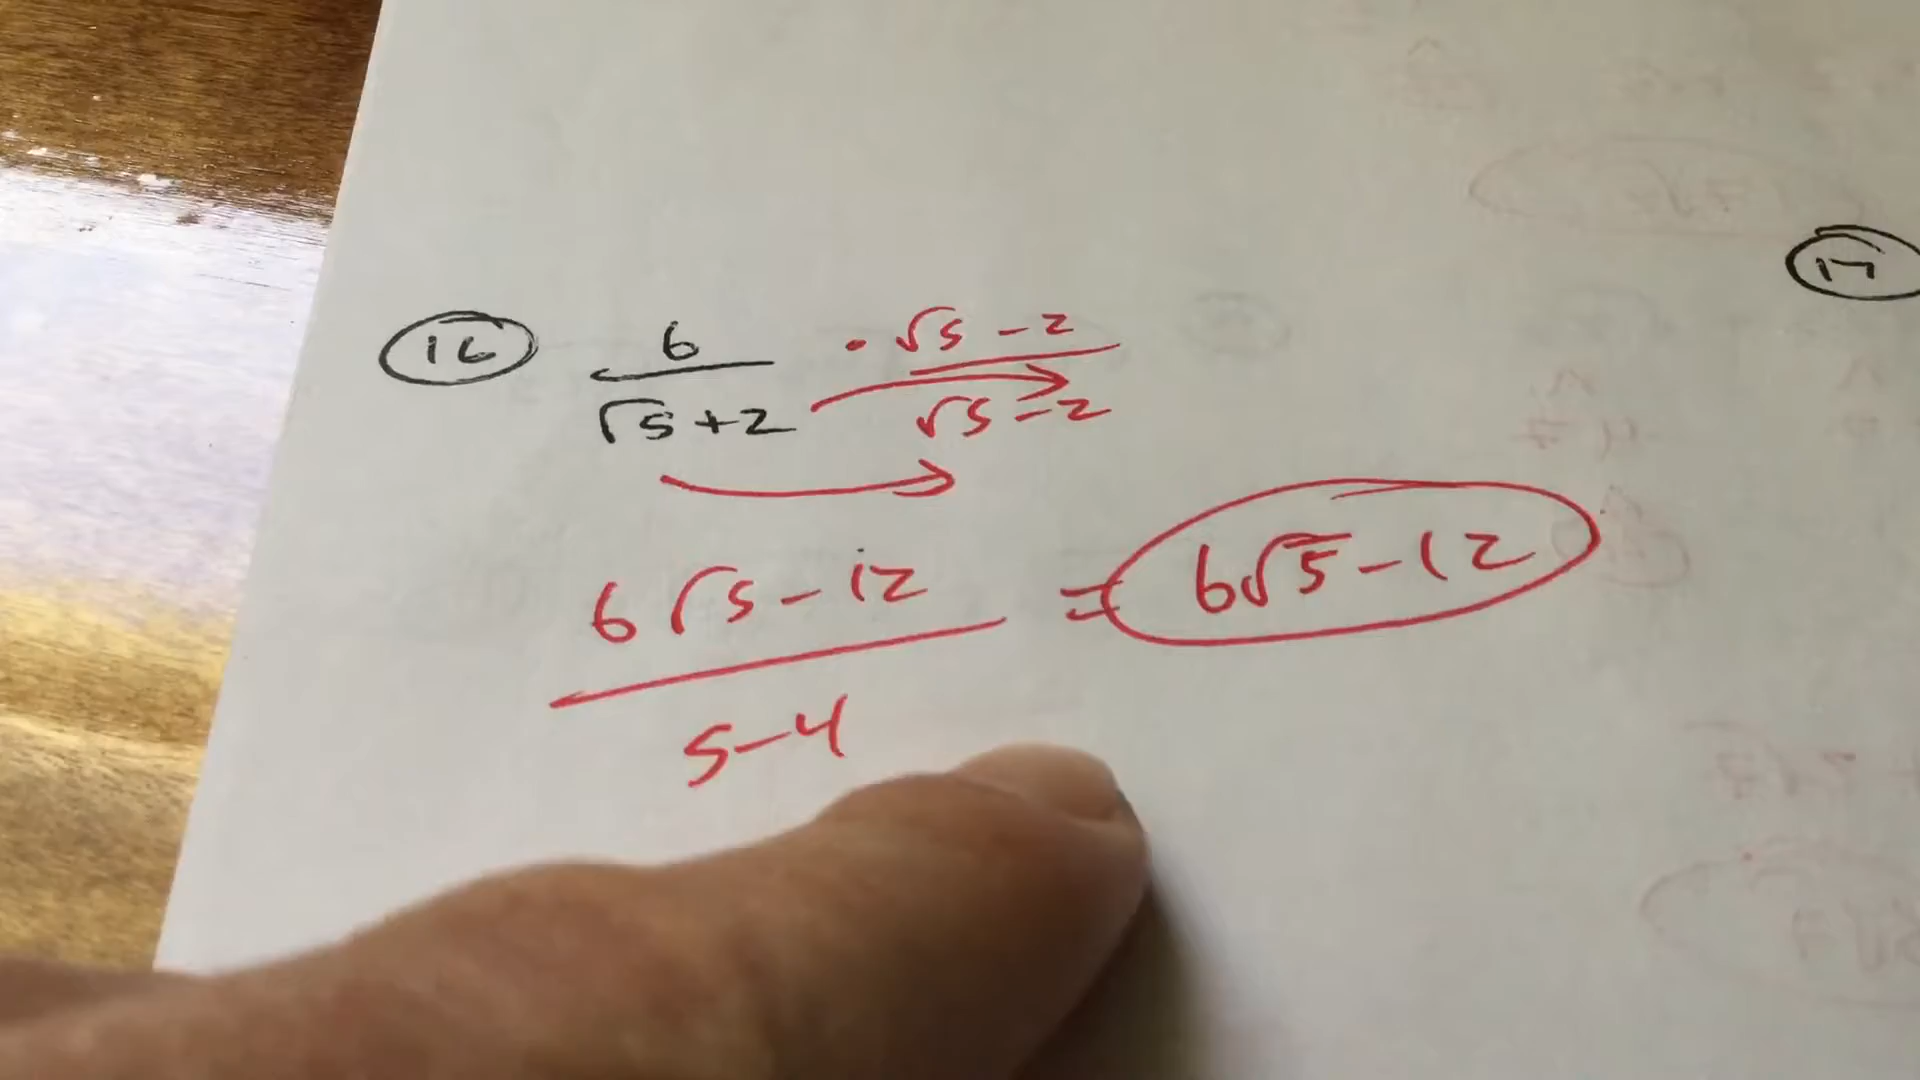 16 6 · √5 - 2
√5 + 2 √5 - 2
6√5 - 12 = 6√5 - 12
5 - 4
17